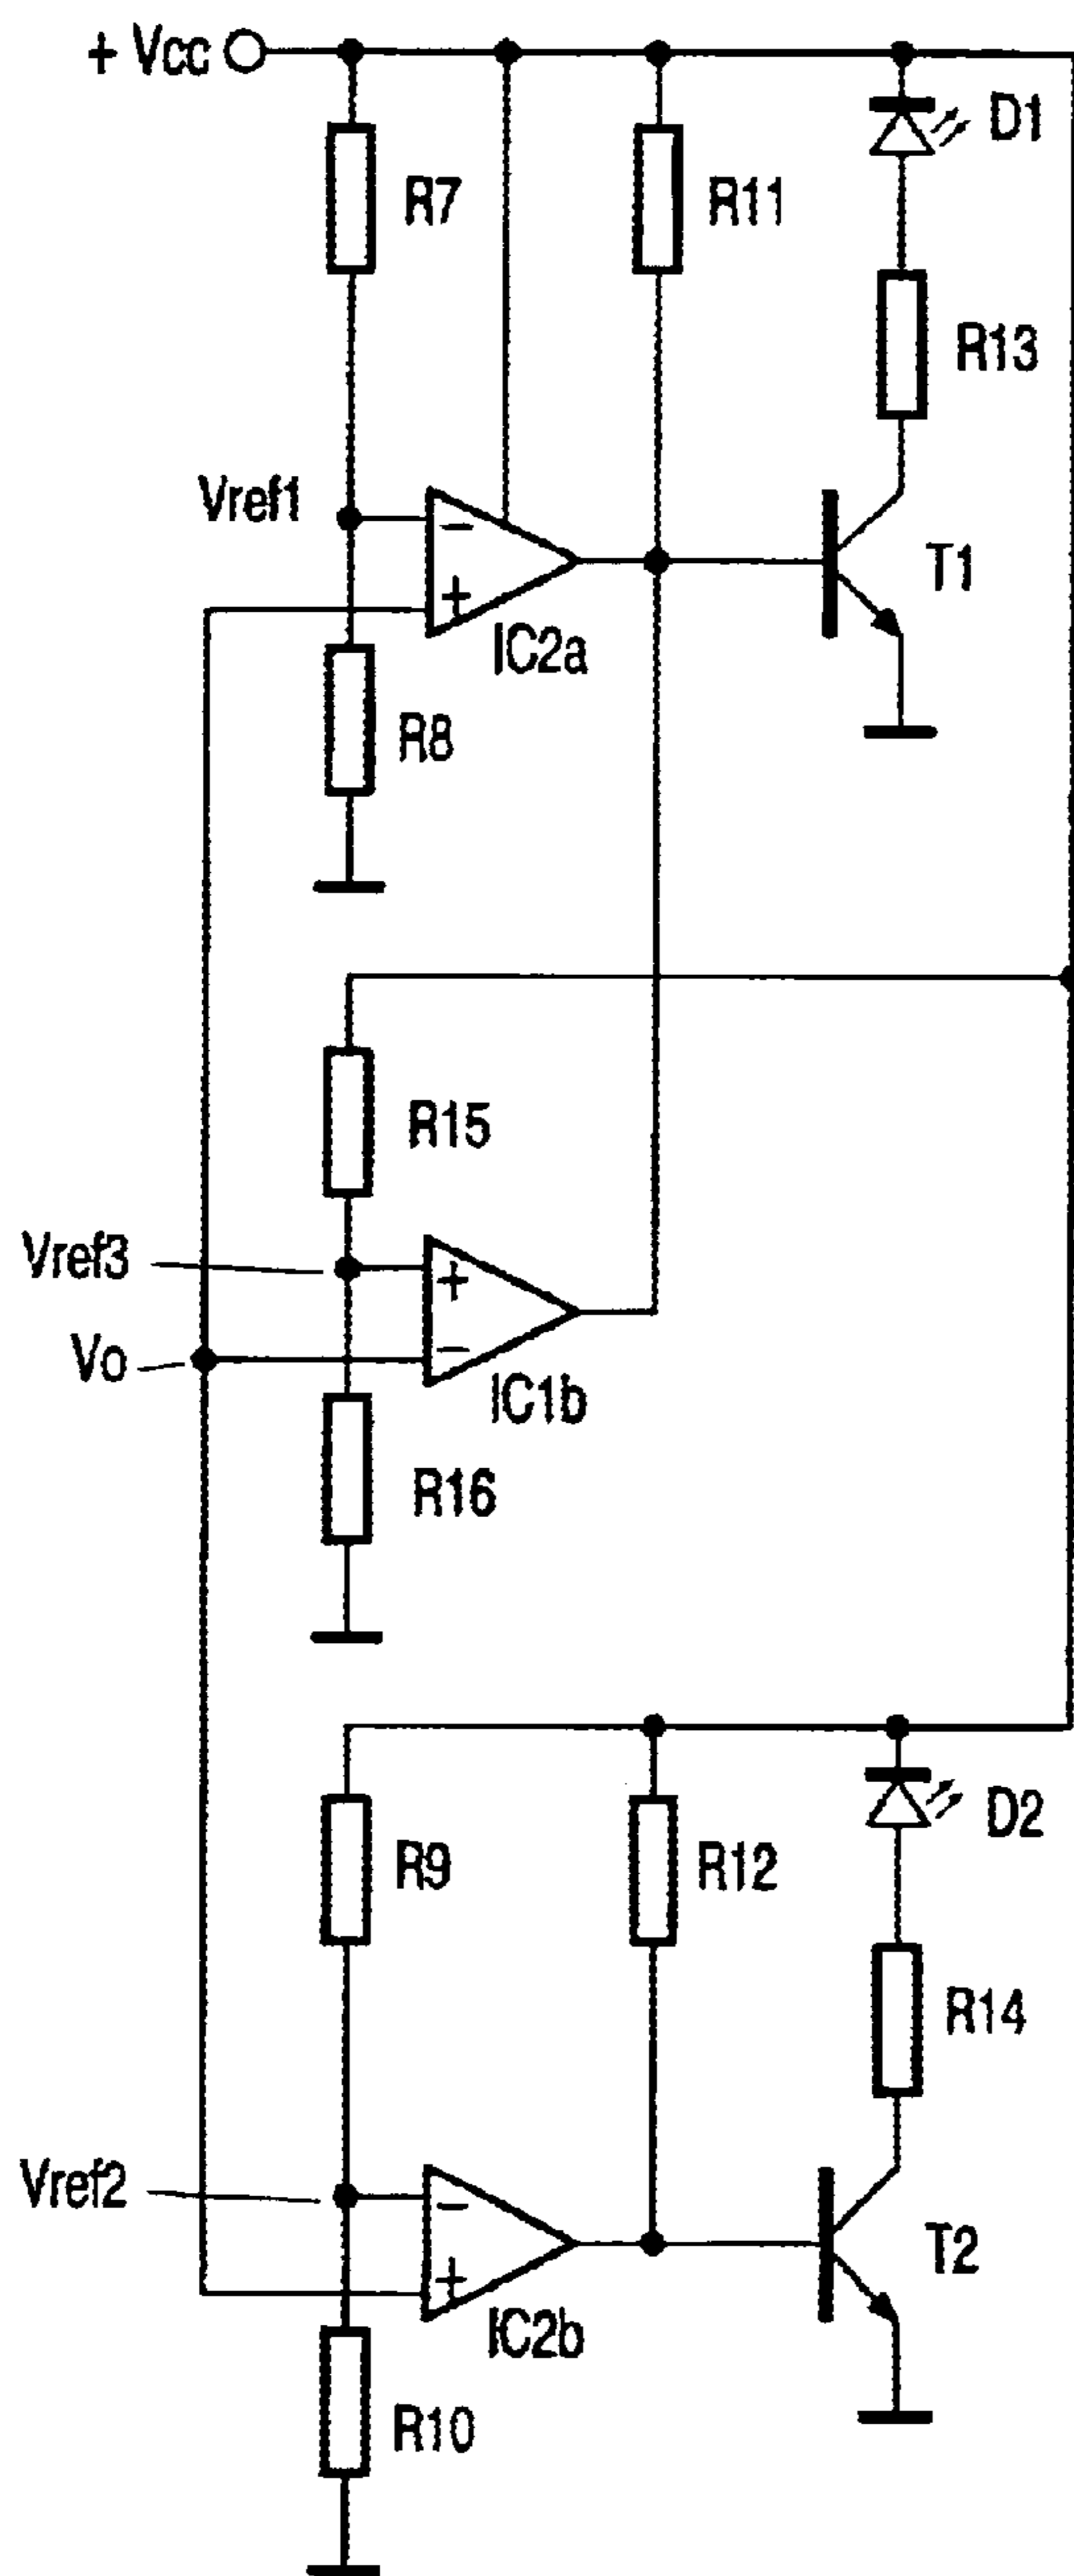 + Vcc
D1
R7
R11
R13
Vref1
−
T1
+
IC2a
R8
R15
Vref3
+
Vo
−
IC1b
R16
D2
R9
R12
R14
Vref2
−
T2
+
IC2b
R10